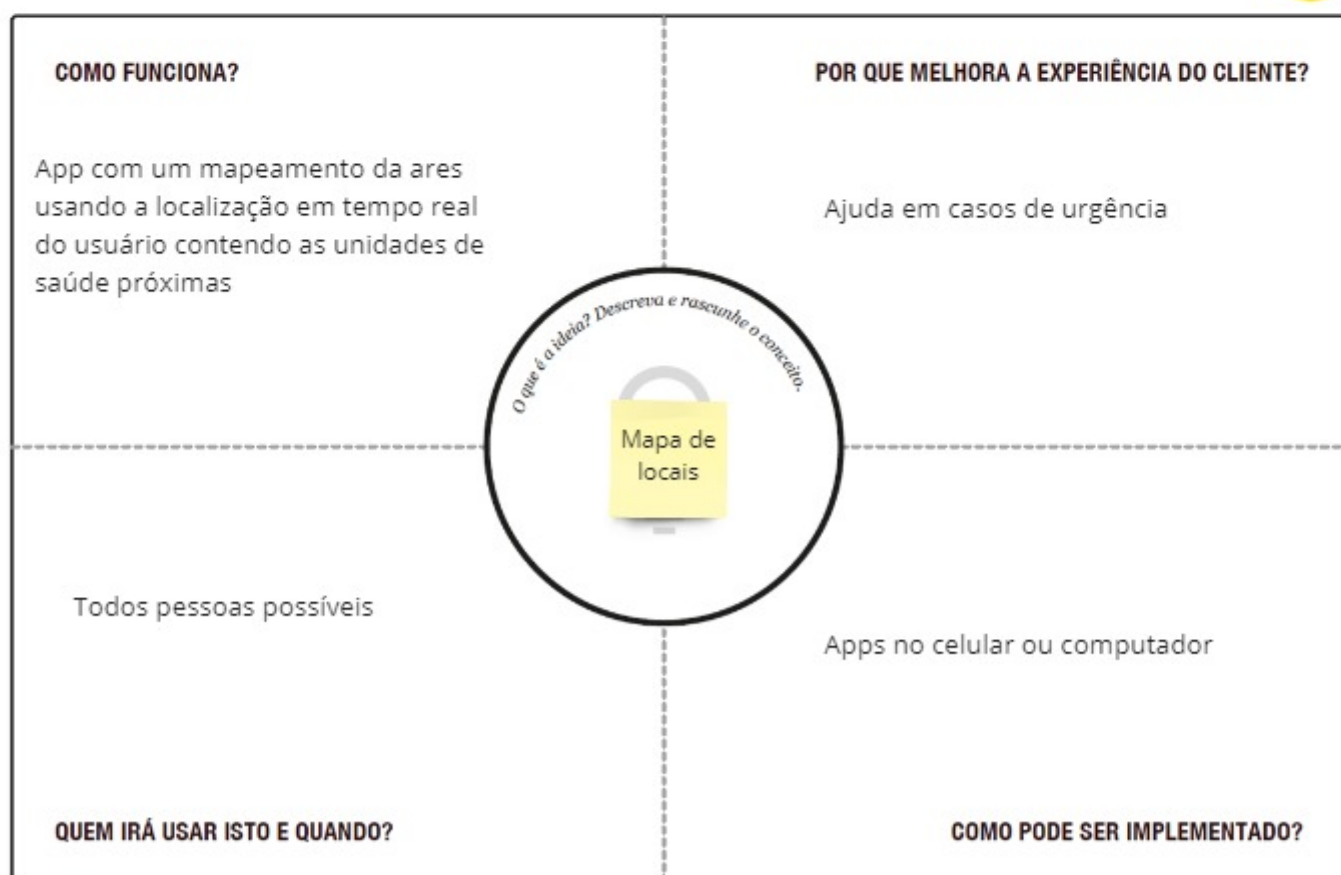 COMO FUNCIONA?
App com um mapeamento da ares
usando a localização em tempo real
do usuário contendo as unidades de
saúde próximas
POR QUE MELHORA A EXPERIÊNCIA DO CLIENTE?
Ajuda em casos de urgência
O que é a ideia? Descreva e rascunhe o conceito.
Mapa de
locais
Todos pessoas possíveis
QUEM IRÁ USAR ISTO E QUANDO?
Apps no celular ou computador
COMO PODE SER IMPLEMENTADO?